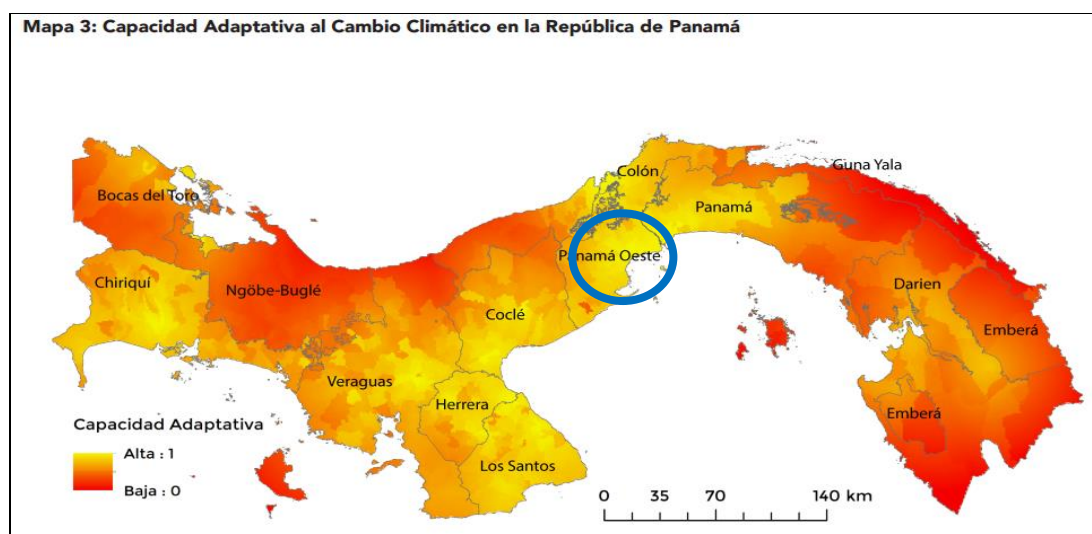 Mapa 3: Capacidad Adaptativa al Cambio Climático en la República de Panamá
Guna Yala
Colón
Bocas del Toro
Panamá
Panamá Oeste
Chiriquí
Ngöbe-Buglé
Darien
Coclé
Emberá
Veraguas
Herrera
Emberá
Capacidad Adaptativa
Alta : 1
Los Santos
Baja : 0
0 35 70 140 km